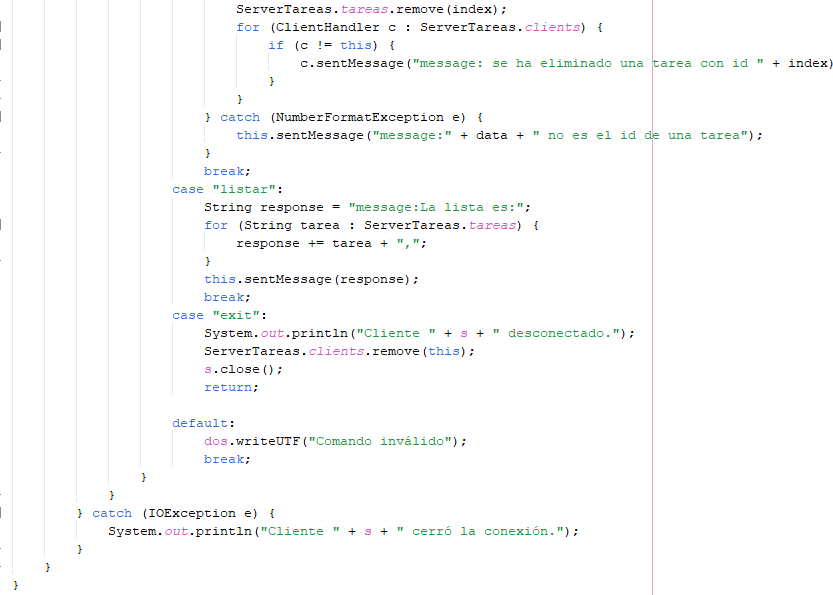 ServerTareas.tareas.remove(index);
for (ClientHandler c : ServerTareas.clients) {
if (c != this) {
c.sentMessage("message: se ha eliminado una tarea con id " + index)
}
}
} catch (NumberFormatException e) {
this.sentMessage("message:" + data + " no es el id de una tarea");
}
break;
case "listar":
String response = "message:La lista es:";
for (String tarea : ServerTareas.tareas) {
response += tarea + ",";
}
this.sentMessage(response);
break;
case "exit":
System.out.println("Cliente " + s + " desconectado.");
ServerTareas.clients.remove(this);
s.close();
return;
default:
dos.writeUTF("Comando inválido");
break;
}
}
} catch (IOException e) {
System.out.println("Cliente " + s + " cerró la conexión.");
}
}
}